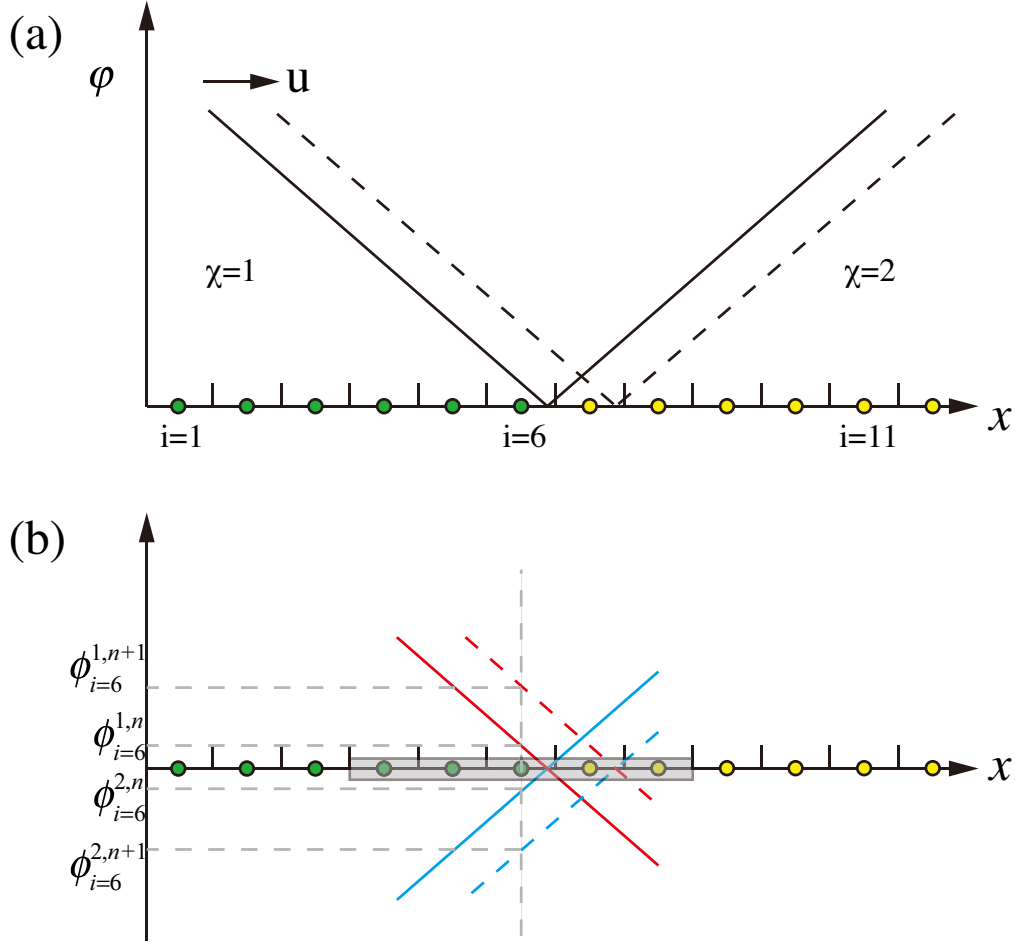 (a)
φ
u
χ=1
χ=2
i=1
i=6
i=11
x
(b)
ϕ^{1,n+1}_{i=6}
ϕ^{1,n}_{i=6}
ϕ^{2,n}_{i=6}
ϕ^{2,n+1}_{i=6}
x